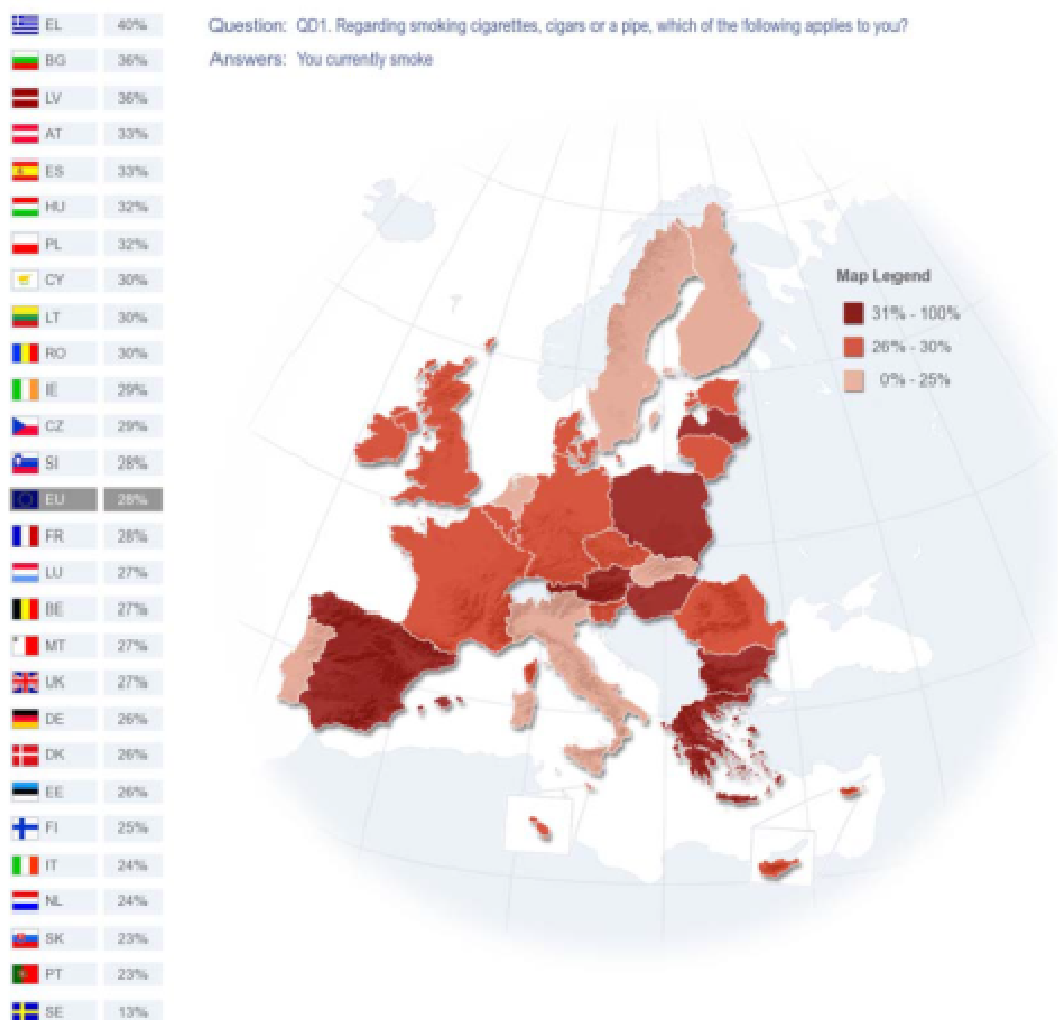 Question: QD1. Regarding smoking cigarettes, cigars or a pipe, which of the following applies to you?
Answers: You currently smoke
EL 40%
BG 36%
LV 36%
AT 33%
ES 33%
HU 32%
PL 32%
CY 30%
LT 30%
RO 30%
IE 29%
CZ 29%
SI 28%
EU 28%
FR 28%
LU 27%
BE 27%
MT 27%
UK 27%
DE 26%
DK 26%
EE 26%
FI 25%
IT 24%
NL 24%
SK 23%
PT 23%
SE 13%
Map Legend
31% - 100%
26% - 30%
0% - 25%